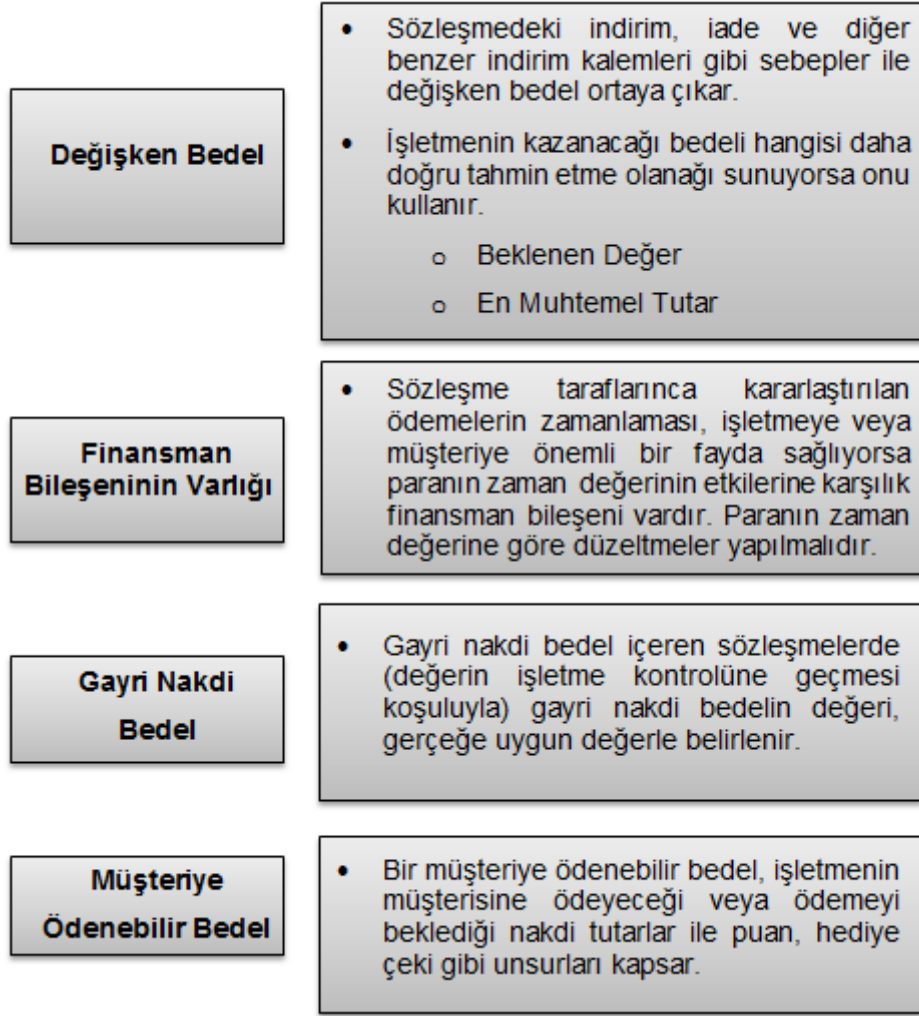 Değişken Bedel
• Sözleşmedeki indirim, iade ve diğer
benzer indirim kalemleri gibi sebepler ile
değişken bedel ortaya çıkar.
• İşletmenin kazanacağı bedeli hangisi daha
doğru tahmin etme olanağı sunuyorsa onu
kullanır.
o Beklenen Değer
o En Muhtemel Tutar
Finansman
Bileşeninin Varlığı
• Sözleşme taraflarınca kararlaştırılan
ödemelerin zamanlaması, işletmeye veya
müşteriye önemli bir fayda sağlıyorsa
paranın zaman değerinin etkilerine karşılık
finansman bileşeni vardır. Paranın zaman
değerine göre düzeltmeler yapılmalıdır.
Gayri Nakdi
Bedel
• Gayri nakdi bedel içeren sözleşmelerde
(değerin işletme kontrolüne geçmesi
koşuluyla) gayri nakdi bedelin değeri,
gerçeğe uygun değerle belirlenir.
Müşteriye
Ödenebilir Bedel
• Bir müşteriye ödenebilir bedel, işletmenin
müşterisine ödeyeceği veya ödemeyi
beklediği nakdi tutarlar ile puan, hediye
çeki gibi unsurları kapsar.